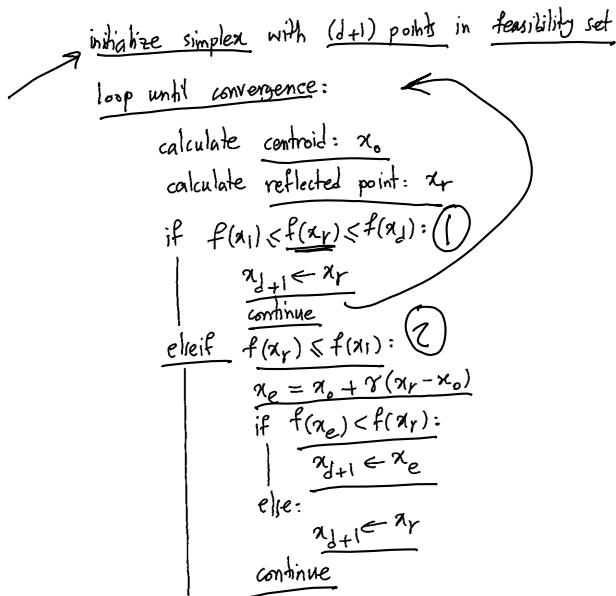 initialize simplex with (d+1) points in feasibility set
loop until convergence:
calculate centroid: x₀
calculate reflected point: xᵣ
if f(x₁) ⩽ f(xᵣ) ⩽ f(x_d): ①
x_{d+1} ← xᵣ
continue
elseif f(xᵣ) ⩽ f(x₁): ②
xₑ = x₀ + γ(xᵣ - x₀)
if f(xₑ) < f(xᵣ):
x_{d+1} ← xₑ
else:
x_{d+1} ← xᵣ
continue